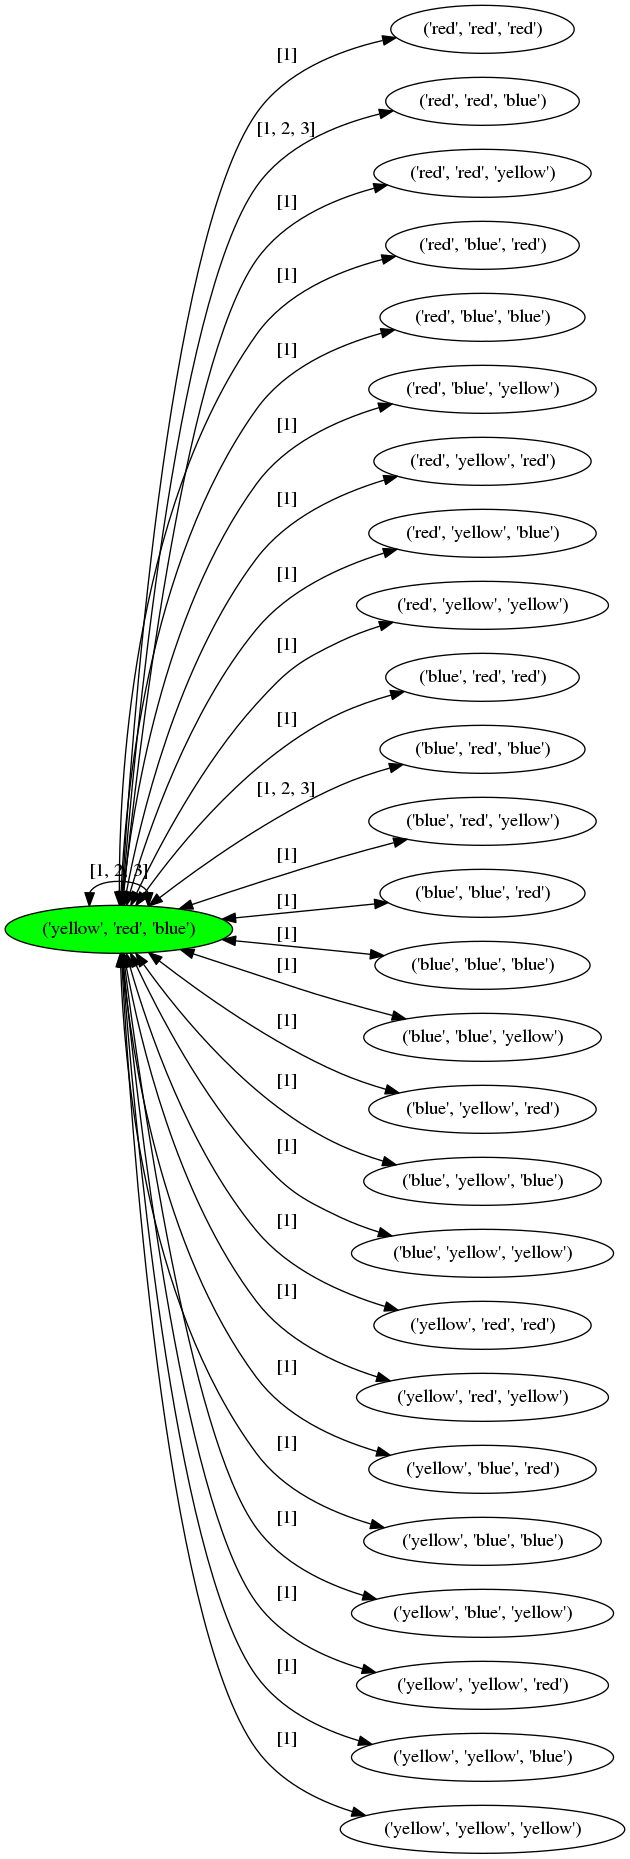 ('red', 'red', 'red')
[1]
('red', 'red', 'blue')
[1, 2, 3]
('red', 'red', 'yellow')
[1]
('red', 'blue', 'red')
[1]
('red', 'blue', 'blue')
[1]
('red', 'blue', 'yellow')
[1]
('red', 'yellow', 'red')
[1]
('red', 'yellow', 'blue')
[1]
('red', 'yellow', 'yellow')
[1]
('blue', 'red', 'red')
[1]
('blue', 'red', 'blue')
[1, 2, 3]
('blue', 'red', 'yellow')
[1]
[1, 2, 3]
('blue', 'blue', 'red')
[1]
('yellow', 'red', 'blue')
[1]
('blue', 'blue', 'blue')
[1]
('blue', 'blue', 'yellow')
[1]
('blue', 'yellow', 'red')
[1]
('blue', 'yellow', 'blue')
[1]
('blue', 'yellow', 'yellow')
[1]
('yellow', 'red', 'red')
[1]
('yellow', 'red', 'yellow')
[1]
('yellow', 'blue', 'red')
[1]
('yellow', 'blue', 'blue')
[1]
('yellow', 'blue', 'yellow')
[1]
('yellow', 'yellow', 'red')
[1]
('yellow', 'yellow', 'blue')
[1]
('yellow', 'yellow', 'yellow')